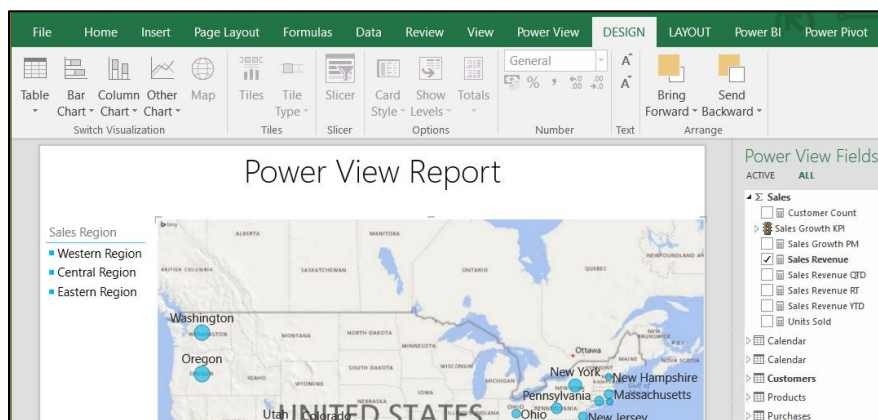 File Home Insert Page Layout Formulas Data Review View Power View DESIGN LAYOUT Power BI Power Pivot
Table Bar Chart Column Chart Other Chart Map Tiles Tile Type Slicer Card Style Show Levels Totals General % , .00 A A Bring Forward Send Backward
Switch Visualization Tiles Slicer Options Number Text Arrange
Power View Report
Power View Fields
ACTIVE ALL
Sales Region
Western Region
Central Region
Eastern Region
bing
ALBERTA
MANITOBA
BRITISH COLUMBIA
SASKATCHEWAN
ONTARIO
QUEBEC
Washington
MONTANA
NORTH DAKOTA
MINNESOTA
Ottawa
Oregon
IDAHO
SOUTH DAKOTA
WISCONSIN
MICHIGAN
MAINE
NOVA SCOTIA
WYOMING
IOWA
NEBRASKA
New York
New Hampshire
Pennsylvania
Massachusetts
Utah
Colorado
UNITED STATES
Ohio
New Jersey
Σ Sales
Customer Count
Sales Growth KPI
Sales Growth PM
Sales Revenue
Sales Revenue QTD
Sales Revenue RT
Sales Revenue YTD
Units Sold
Calendar
Calendar
Customers
Products
Purchases